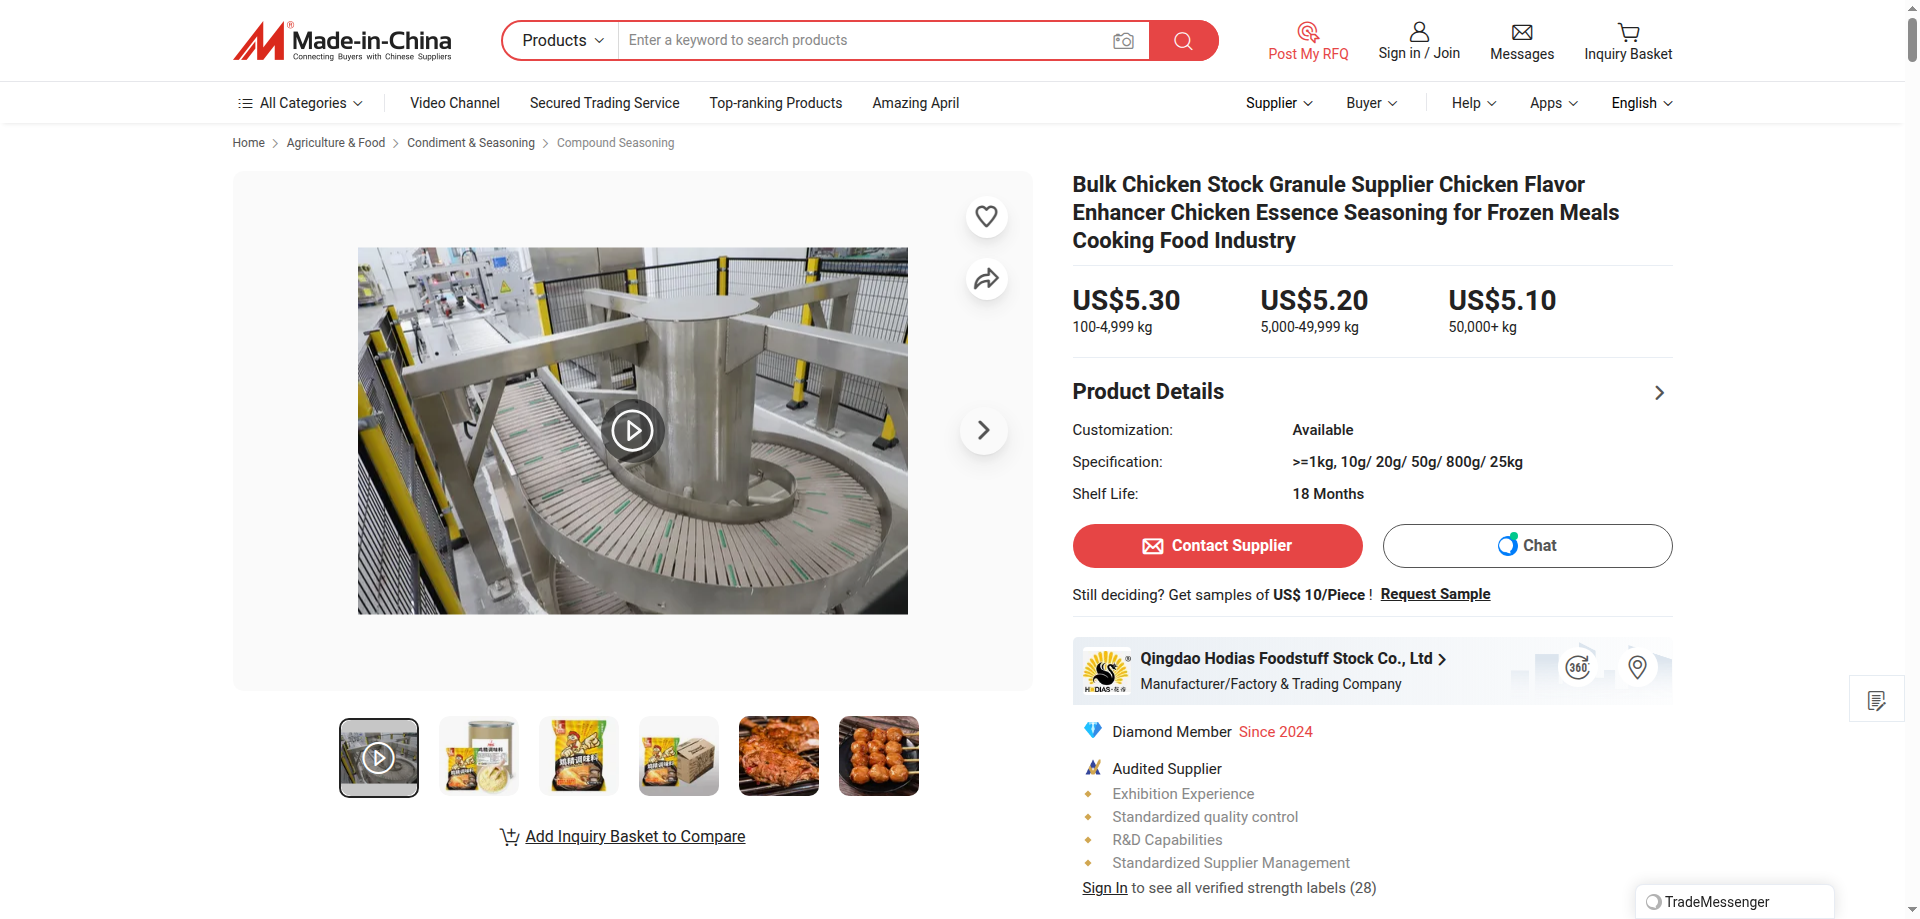 Made-in-China
Connecting Buyers with Chinese Suppliers
Products
Enter a keyword to search products
Post My RFQ
Sign in / Join
Messages
Inquiry Basket
All Categories
Video Channel
Secured Trading Service
Top-ranking Products
Amazing April
Supplier
Buyer
Help
Apps
English
Home
Agriculture & Food
Condiment & Seasoning
Compound Seasoning
Bulk Chicken Stock Granule Supplier Chicken Flavor
Enhancer Chicken Essence Seasoning for Frozen Meals
Cooking Food Industry
US$5.30
US$5.20
US$5.10
100-4,999 kg
5,000-49,999 kg
50,000+ kg
Product Details
Customization:
Available
Specification:
>=1kg, 10g/ 20g/ 50g/ 800g/ 25kg
Shelf Life:
18 Months
Contact Supplier
Chat
Still deciding? Get samples of US$ 10/Piece ! Request Sample
HODIAS
Qingdao Hodias Foodstuff Stock Co., Ltd
Manufacturer/Factory & Trading Company
360
Diamond Member Since 2024
Audited Supplier
Exhibition Experience
Standardized quality control
R&D Capabilities
Standardized Supplier Management
Sign In to see all verified strength labels (28)
鸡精调味料
Add Inquiry Basket to Compare
TradeMessenger